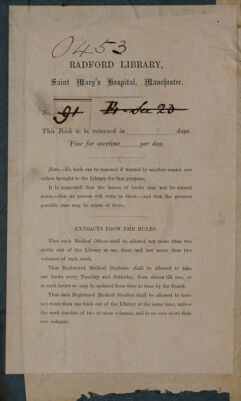 0453
RADFORD LIBRARY,
Saint Mary's Hospital, Manchester.
No. 91
This Book to be returned in days.
Fine for overtime per day.
Note.—No book can be renewed if wanted by another reader, nor
unless brought to the Library for that purpose.
It is requested that the leaves of books may not be turned
down,—that no person will write in them,—and that the greatest
possible care may be taken of them.
EXTRACTS FROM THE RULES.
That each Medical Officer shall be allowed not more than two
works out of the Library at one time, and not more than two
volumes of each work.
That Registered Medical Students shall be allowed to take
out books every Tuesday and Saturday, from eleven till one, or
at such hours as may be ordered from time to time by the Board.
That each Registered Medical Student shall be allowed to have
not more than one book out of the Library at the same time, unless
the work consists of two or more volumes, and in no case more than
two volumes.